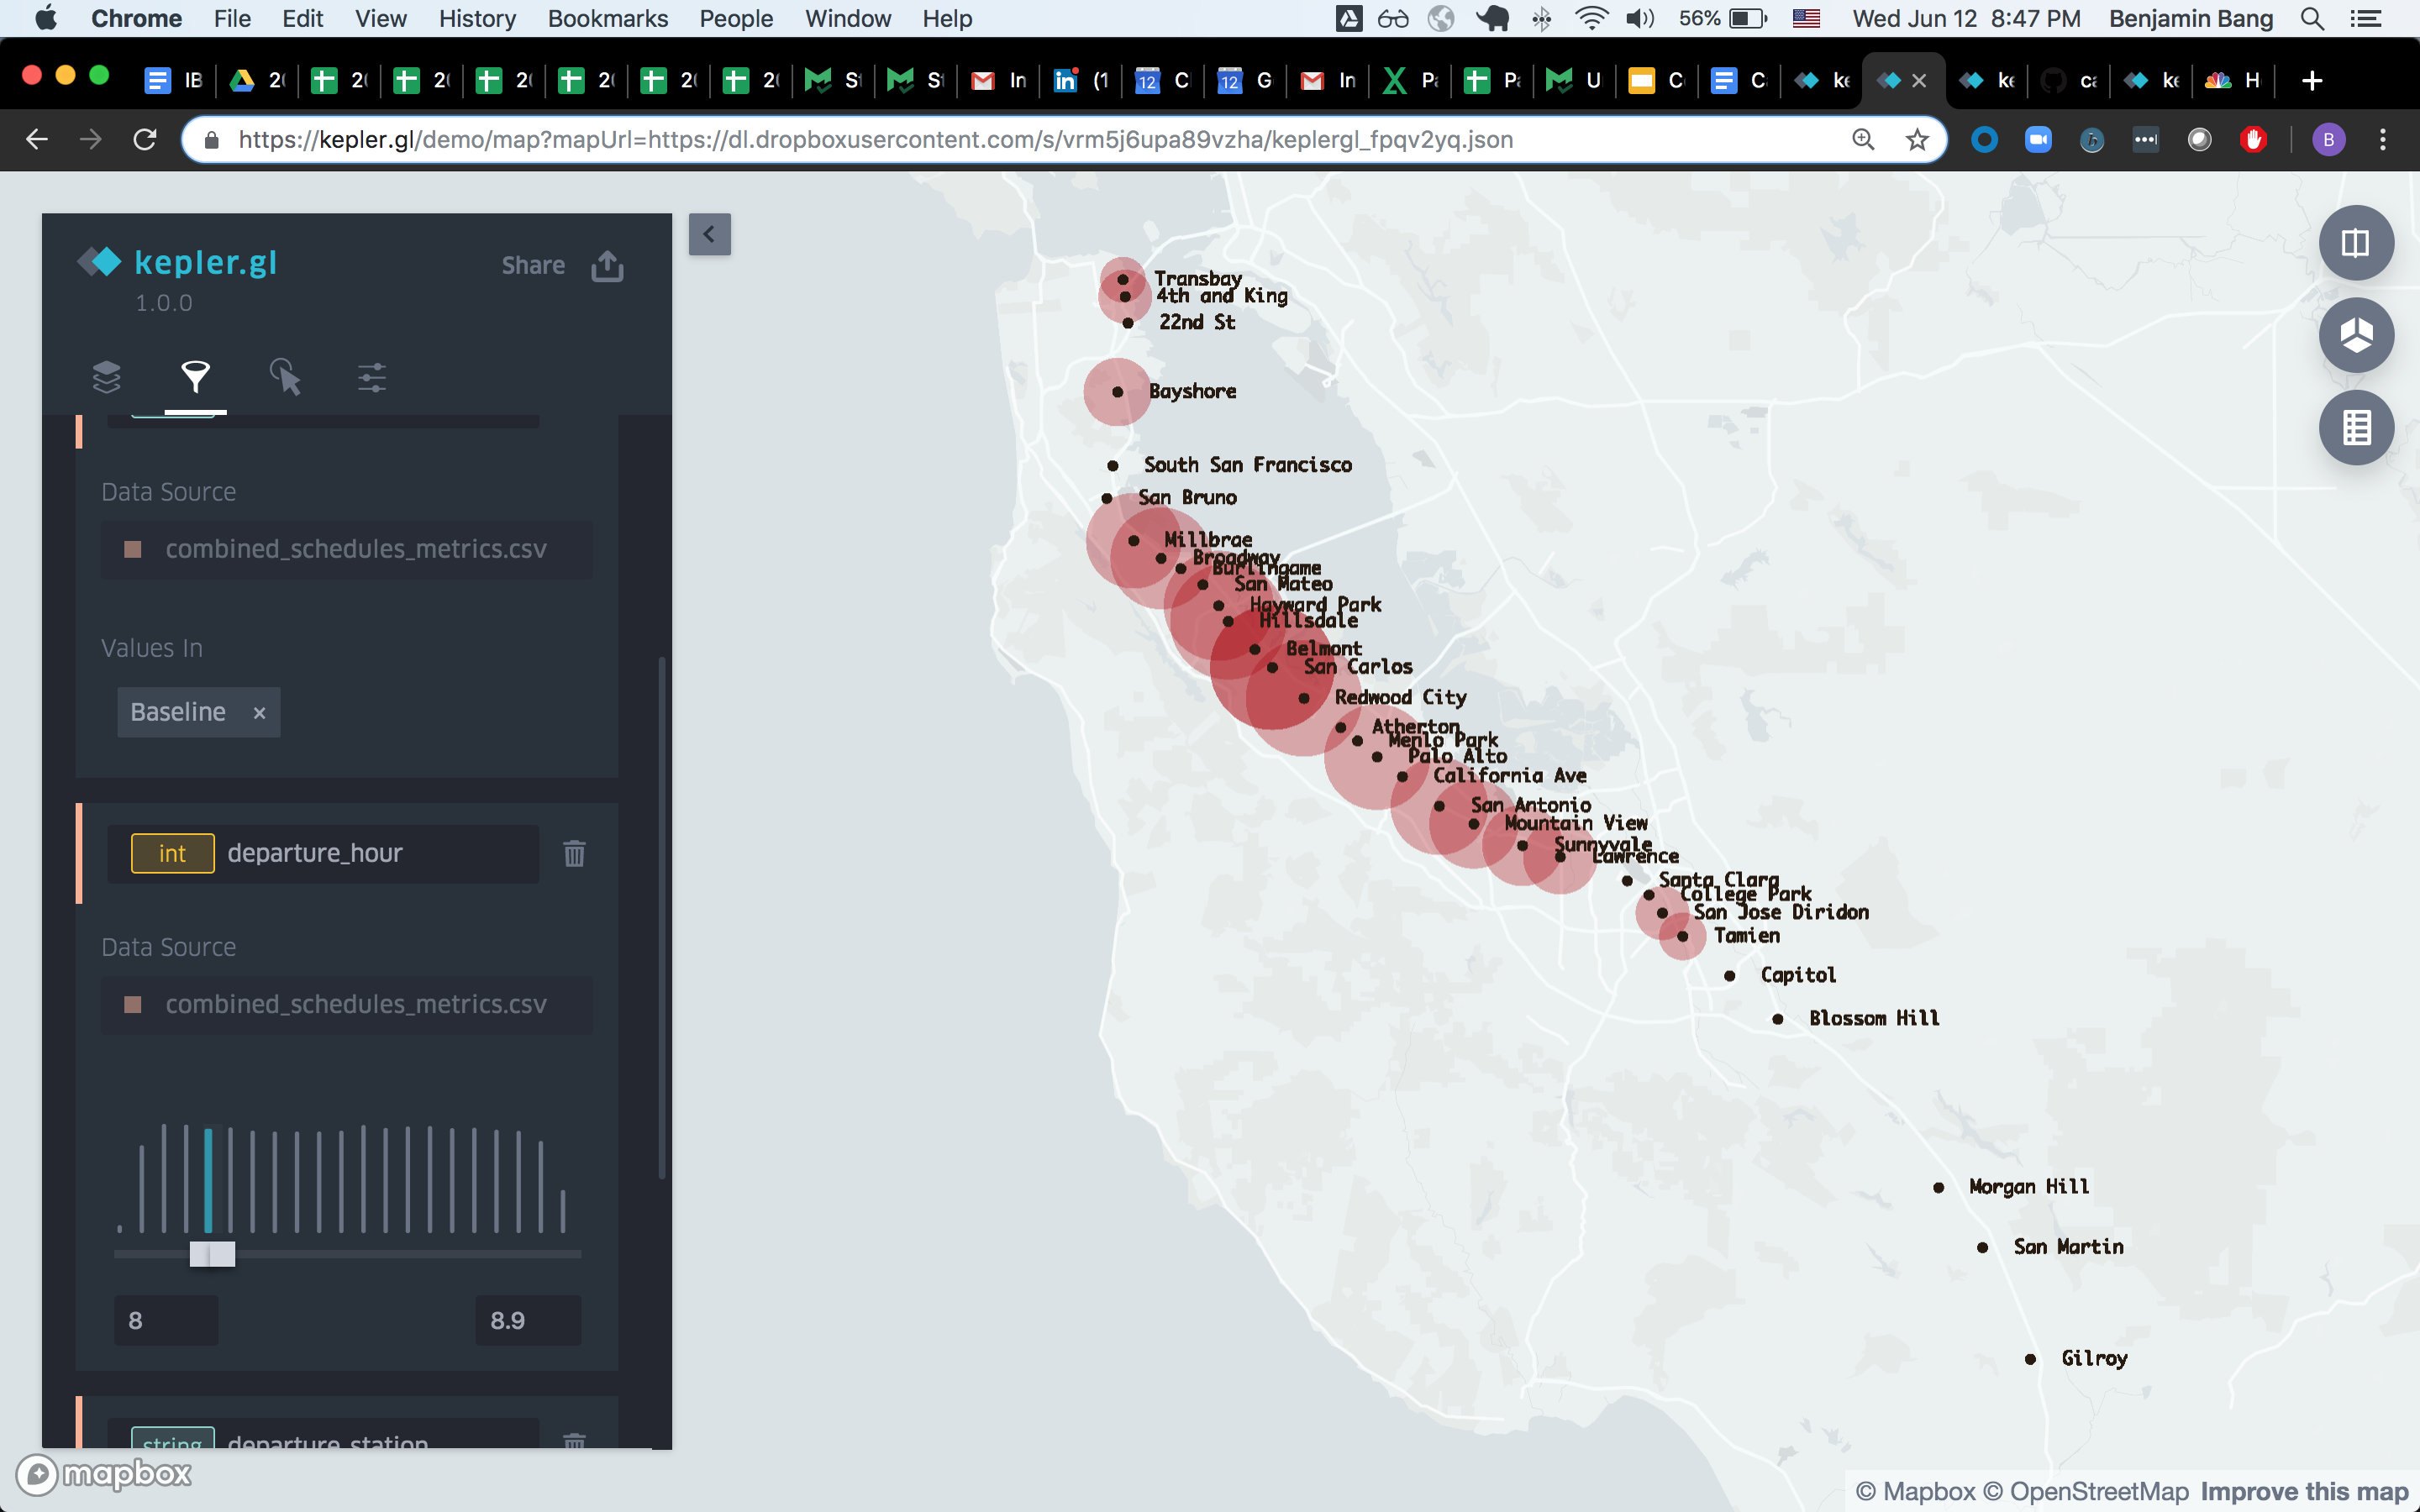 Chrome File Edit View History Bookmarks People Window Help 56% Wed Jun 12 8:47 PM Benjamin Bang
IB 2( 2( 2( 2( 2( 2( 2( St St In (1 12 C 12 G In Pa Pa U C C ke ke ca ke H
https://kepler.gl/demo/map?mapUrl=https://dl.dropboxusercontent.com/s/vrm5j6upa89vzha/keplergl_fpqv2yq.json B
kepler.gl Share
1.0.0
Data Source
combined_schedules_metrics.csv
Values In
Baseline ×
int departure_hour
Data Source
combined_schedules_metrics.csv
8 8.9
string departure_station
Transbay
4th and King
22nd St
Bayshore
South San Francisco
San Bruno
Millbrae
Broadway
Burlingame
San Mateo
Hayward Park
Hillsdale
Belmont
San Carlos
Redwood City
Atherton
Menlo Park
Palo Alto
California Ave
San Antonio
Mountain View
Sunnyvale
Lawrence
Santa Clara
College Park
San Jose Diridon
Tamien
Capitol
Blossom Hill
Morgan Hill
San Martin
Gilroy
mapbox
© Mapbox © OpenStreetMap Improve this map